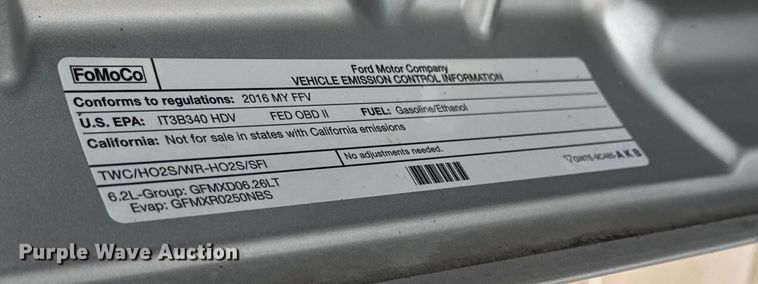 FoMoCo
Ford Motor Company
VEHICLE EMISSION CONTROL INFORMATION
Conforms to regulations: 2016 MY FFV
U.S. EPA: IT3B340 HDV FED OBD II FUEL: Gasoline/Ethanol
California: Not for sale in states with California emissions
TWC/HO2S/WR-HO2S/SFI No adjustments needed.
6.2L-Group: GFMXD06.26LT
Evap: GFMXR0250NBS
AKB
Purple Wave Auction